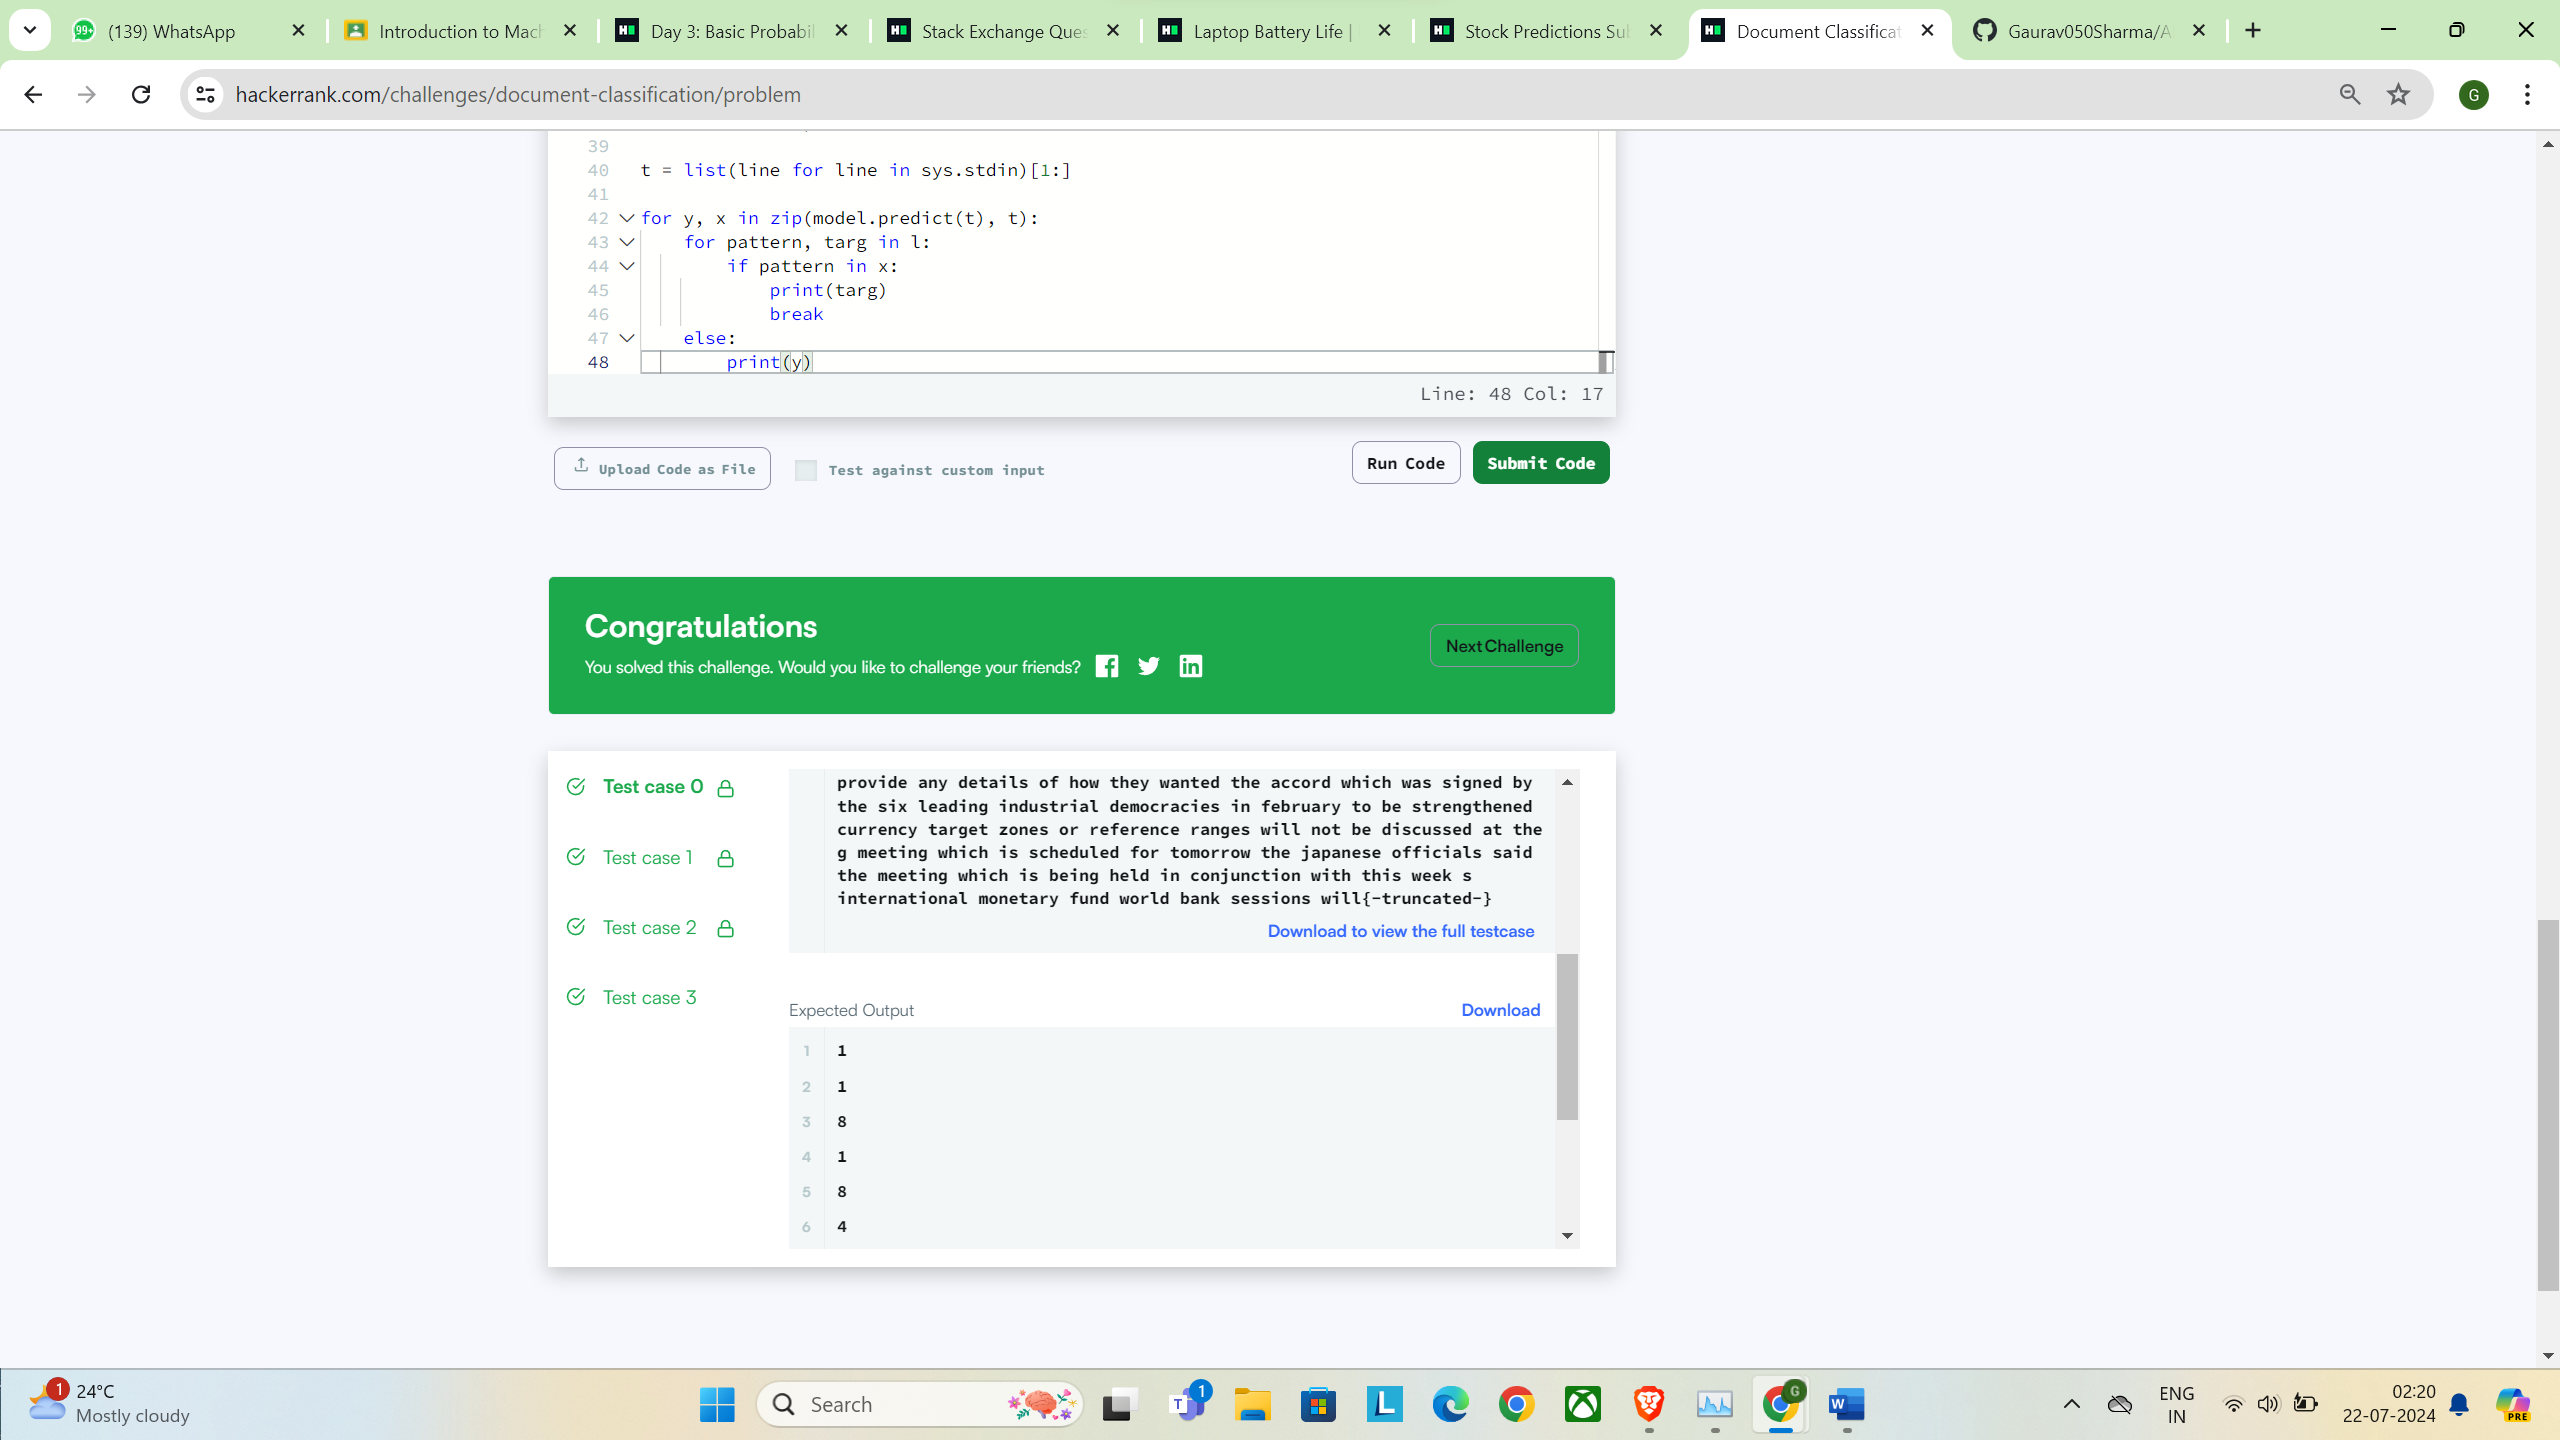 (139) WhatsApp
Introduction to Mach
Day 3: Basic Probabil
Stack Exchange Ques
Laptop Battery Life |
Stock Predictions Sub
Document Classificat
Gaurav050Sharma/A
hackerrank.com/challenges/document-classification/problem
G
39
40 t = list(line for line in sys.stdin)[1:]
41
42 for y, x in zip(model.predict(t), t):
43 for pattern, targ in l:
44 if pattern in x:
45 print(targ)
46 break
47 else:
48 print(y)
Line: 48 Col: 17
Upload Code as File
Test against custom input
Run Code
Submit Code
Congratulations
You solved this challenge. Would you like to challenge your friends?
Next Challenge
Test case 0
Test case 1
Test case 2
Test case 3
provide any details of how they wanted the accord which was signed by
the six leading industrial democracies in february to be strengthened
currency target zones or reference ranges will not be discussed at the
g meeting which is scheduled for tomorrow the japanese officials said
the meeting which is being held in conjunction with this week s
international monetary fund world bank sessions will{-truncated-}
Download to view the full testcase
Expected Output
Download
1 1
2 1
3 8
4 1
5 8
6 4
1
24°C
Mostly cloudy
Search
1
G
ENG
IN
02:20
22-07-2024
PRE